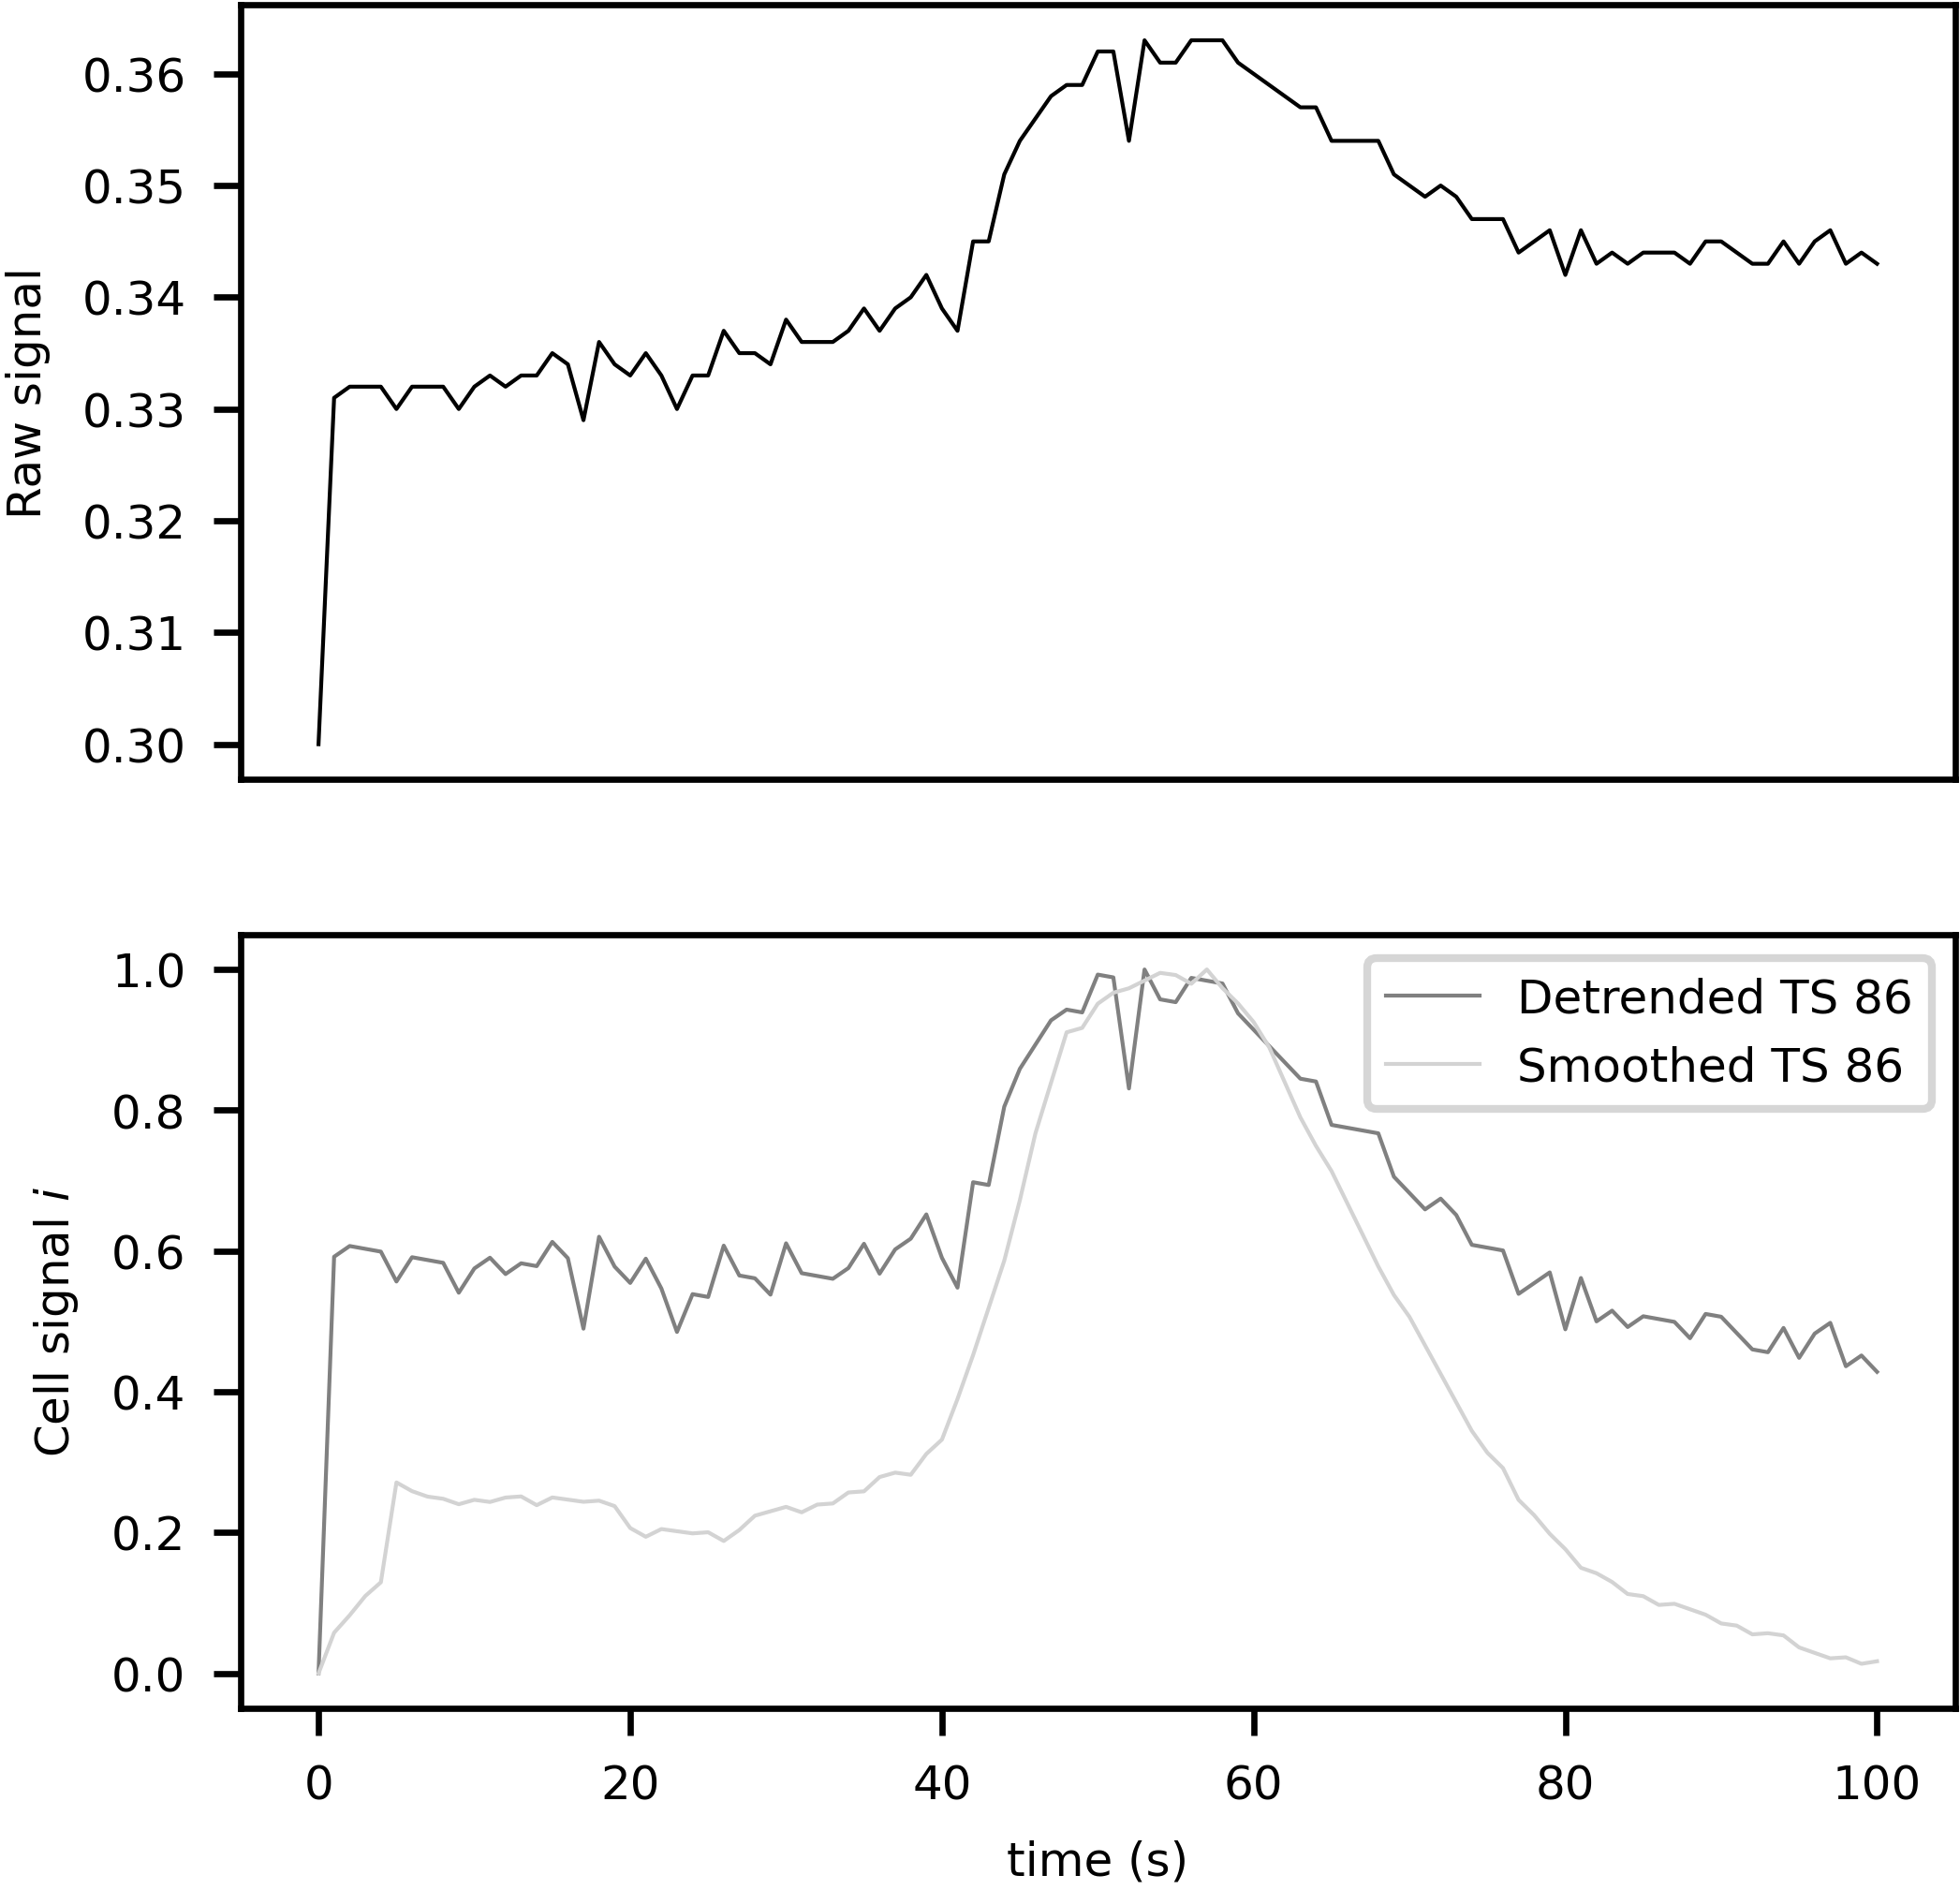 0.36
0.35
0.34
0.33
0.32
0.31
0.30
Raw signal
1.0
0.8
0.6
0.4
0.2
0.0
Cell signal i
Detrended TS 86
Smoothed TS 86
0 20 40 60 80 100
time (s)